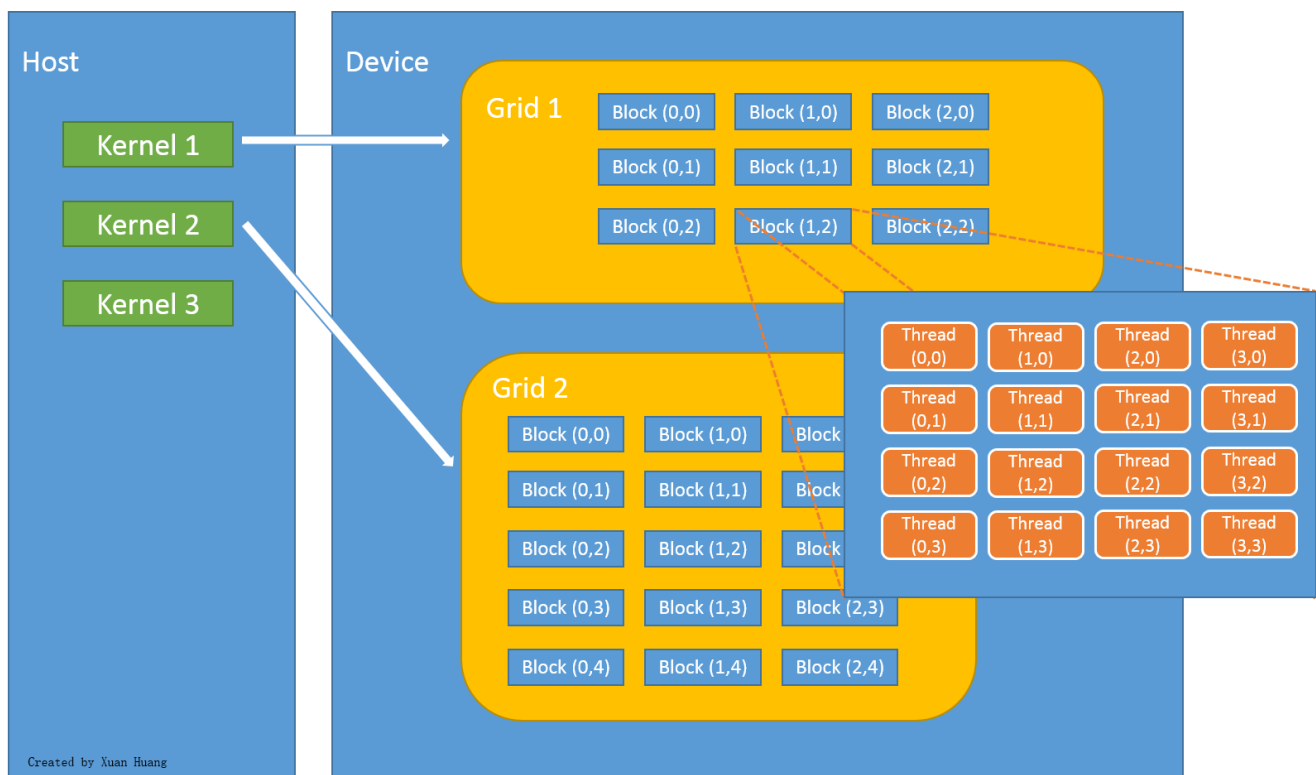 Host
Kernel 1
Kernel 2
Kernel 3
Created by Xuan Huang
Device
Grid 1
Block (0,0)
Block (1,0)
Block (2,0)
Block (0,1)
Block (1,1)
Block (2,1)
Block (0,2)
Block (1,2)
Block (2,2)
Grid 2
Block (0,0)
Block (1,0)
Block
Block (0,1)
Block (1,1)
Block
Block (0,2)
Block (1,2)
Block
Block (0,3)
Block (1,3)
Block (2,3)
Block (0,4)
Block (1,4)
Block (2,4)
Thread
(0,0)
Thread
(1,0)
Thread
(2,0)
Thread
(3,0)
Thread
(0,1)
Thread
(1,1)
Thread
(2,1)
Thread
(3,1)
Thread
(0,2)
Thread
(1,2)
Thread
(2,2)
Thread
(3,2)
Thread
(0,3)
Thread
(1,3)
Thread
(2,3)
Thread
(3,3)